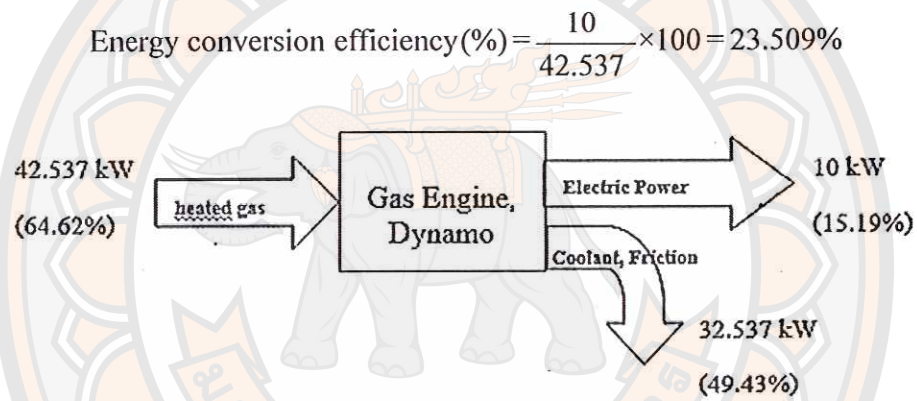 Energy conversion efficiency(%) = 10/42.537 ×100 = 23.509%
42.537 kW
(64.62%)
heated gas
Gas Engine,
Dynamo
Electric Power
Coolant, Friction
10 kW
(15.19%)
32.537 kW
(49.43%)